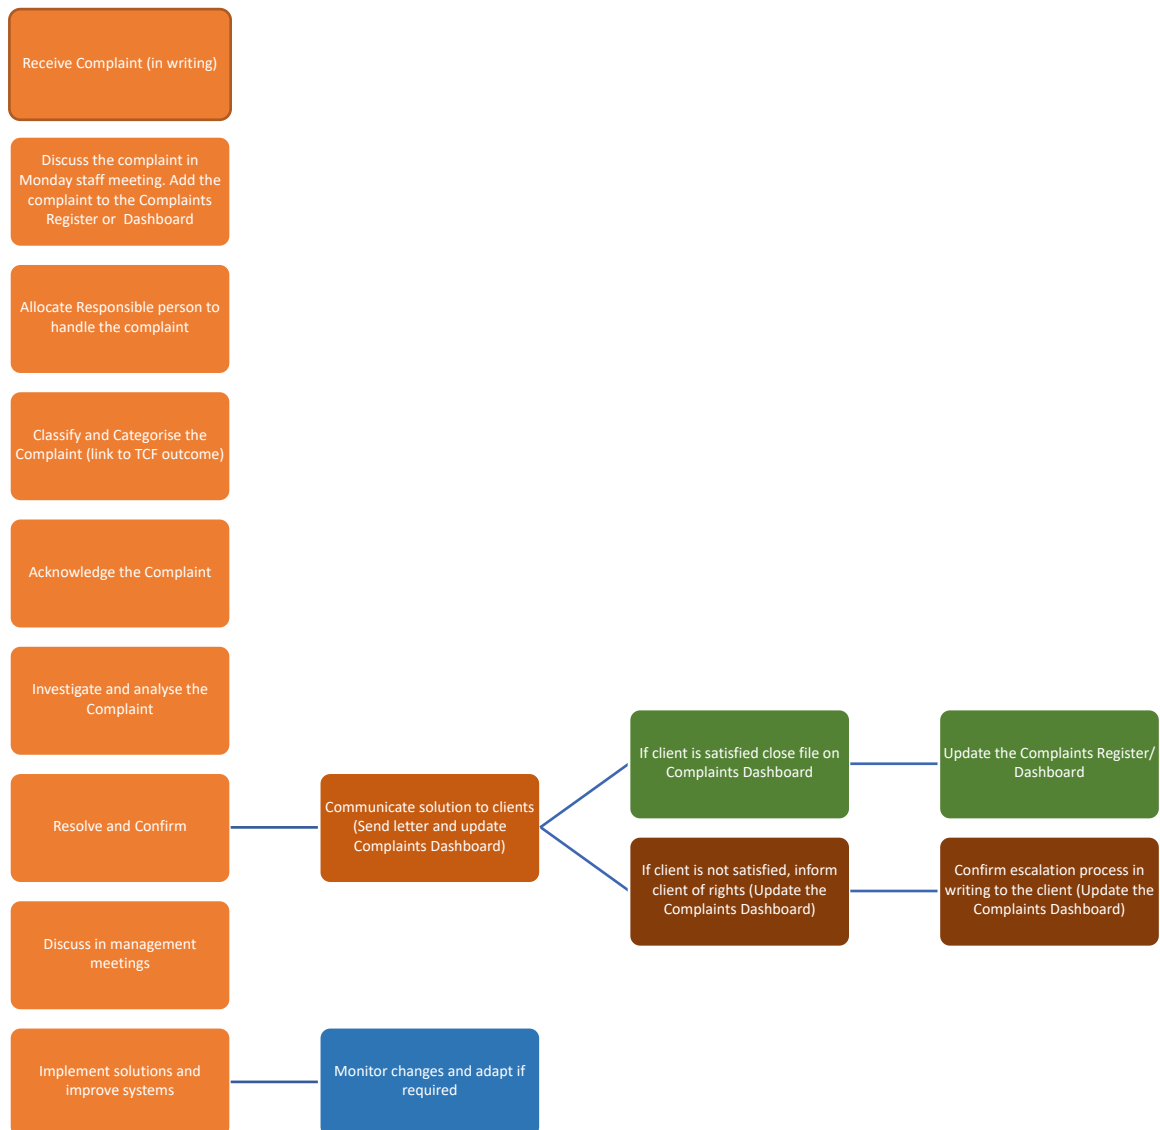 Receive Complaint (in writing)
Discuss the complaint in
Monday staff meeting. Add the
complaint to the Complaints
Register or  Dashboard
Allocate Responsible person to
handle the complaint
Classify and Categorise the
Complaint (link to TCF outcome)
Acknowledge the Complaint
Investigate and analyse the
Complaint
Resolve and Confirm
Communicate solution to clients
(Send letter and update
Complaints Dashboard)
If client is satisfied close file on
Complaints Dashboard
Update the Complaints Register/
Dashboard
If client is not satisfied, inform
client of rights (Update the
Complaints Dashboard)
Confirm escalation process in
writing to the client (Update the
Complaints Dashboard)
Discuss in management
meetings
Implement solutions and
improve systems
Monitor changes and adapt if
required